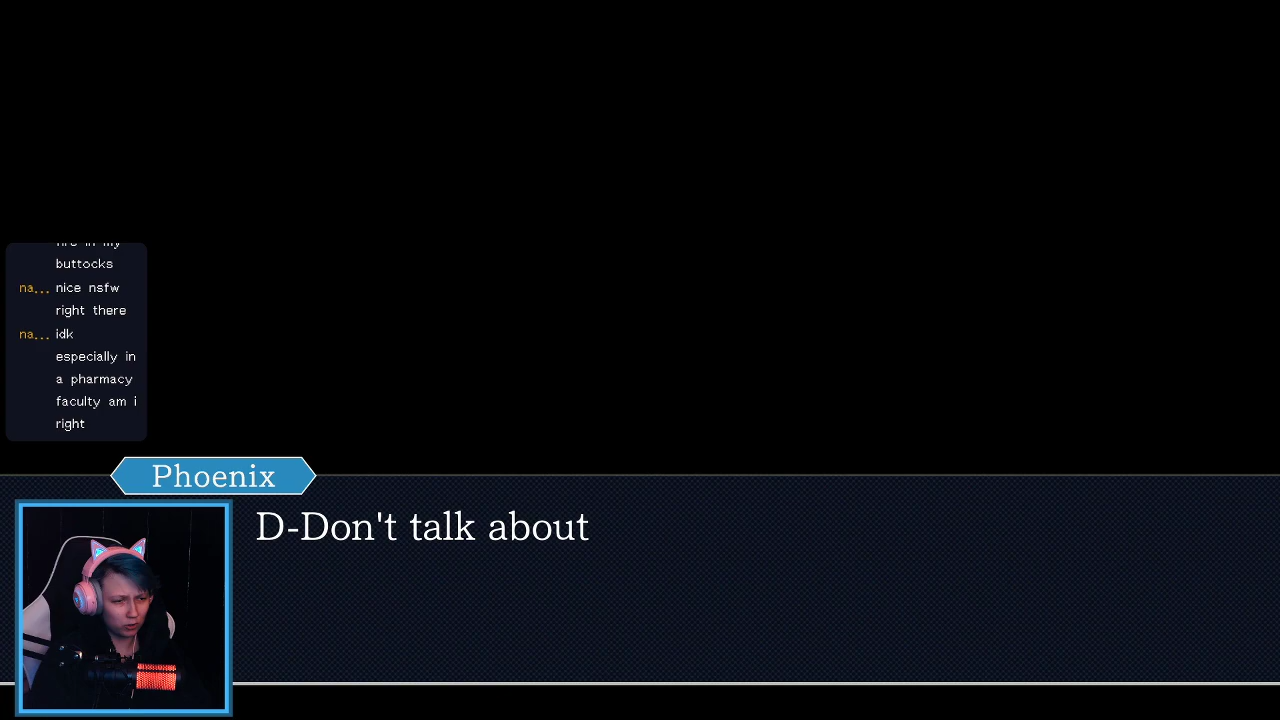 buttocks
na... nice nsfw
right there
na... idk
especially in
a pharmacy
faculty am i
right
Phoenix
D-Don't talk about